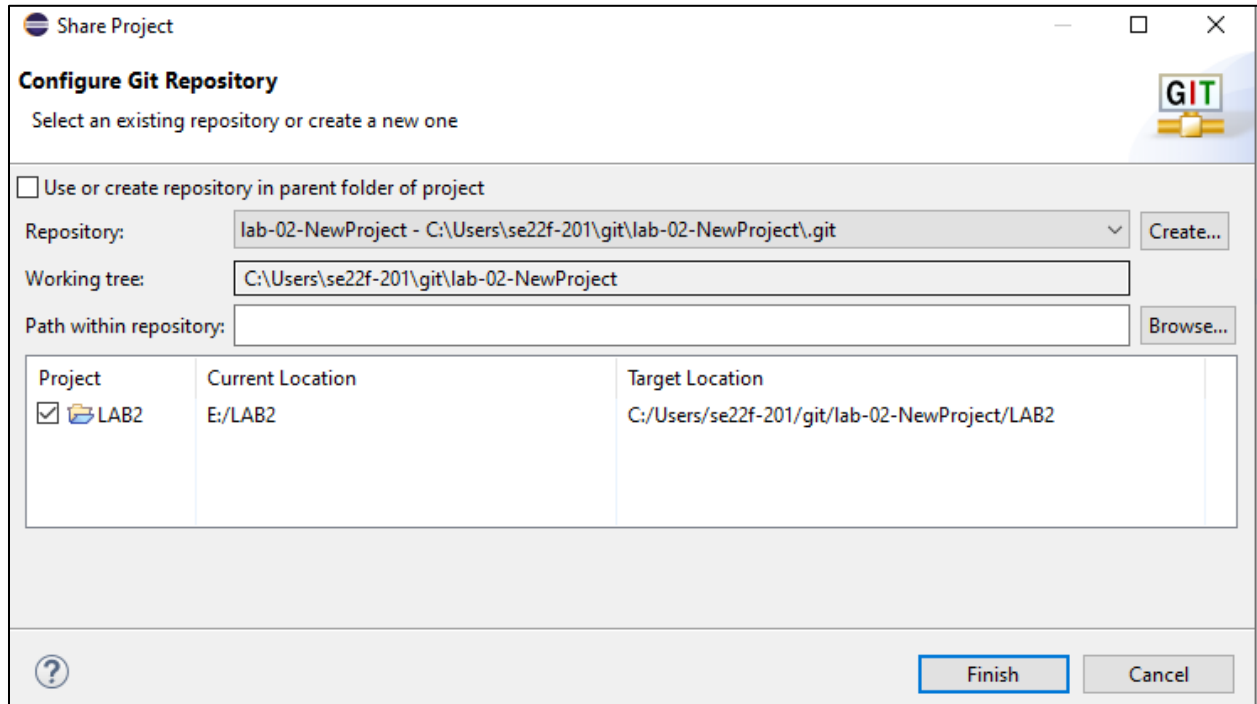 Share Project
Configure Git Repository
GIT
Select an existing repository or create a new one
Use or create repository in parent folder of project
Repository: lab-02-NewProject - C:\Users\se22f-201\git\lab-02-NewProject\.git Create...
Working tree: C:\Users\se22f-201\git\lab-02-NewProject
Path within repository: Browse...
Project Current Location Target Location
LAB2 E:/LAB2 C:/Users/se22f-201/git/lab-02-NewProject/LAB2
? Finish Cancel